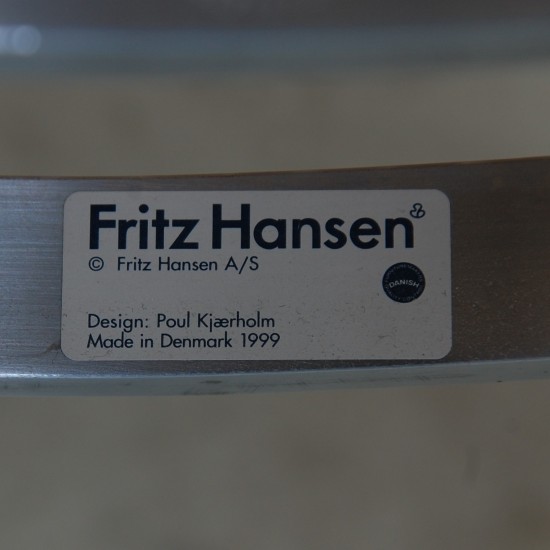 Fritz Hansen
© Fritz Hansen A/S
DANISH
Design: Poul Kjærholm
Made in Denmark 1999